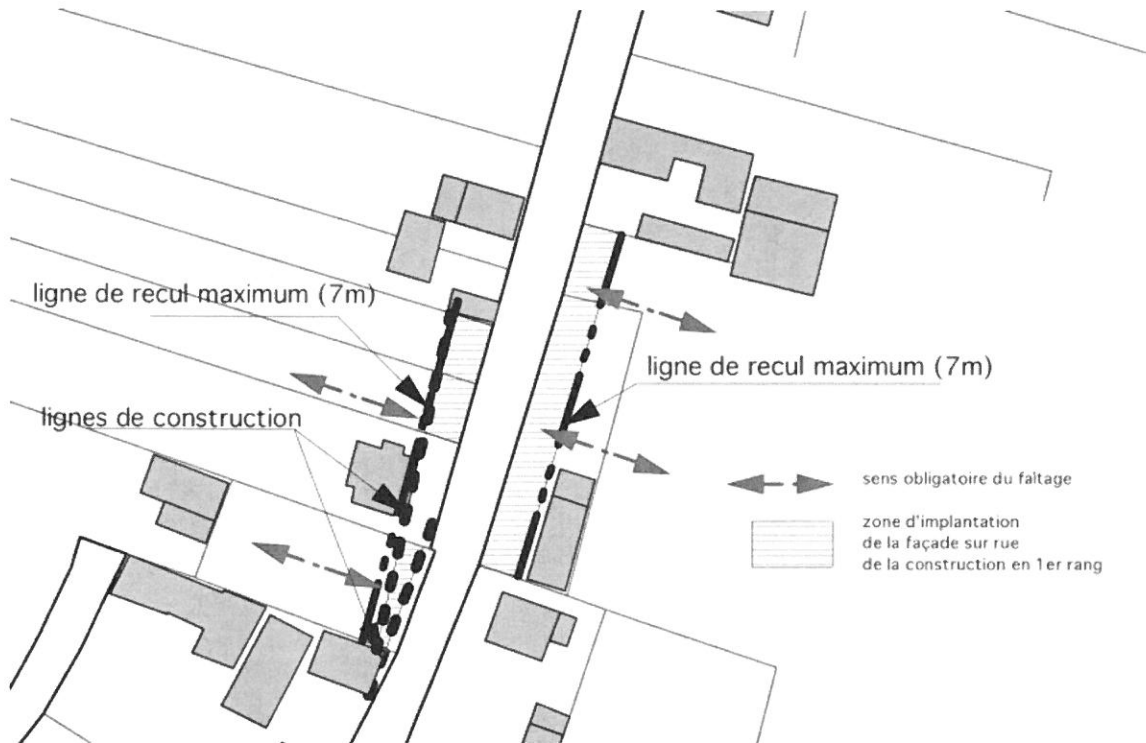 ligne de recul maximum (7m)
ligne de recul maximum (7m)
lignes de construction
sens obligatoire du faîtage
zone d'implantation
de la façade sur rue
de la construction en 1er rang